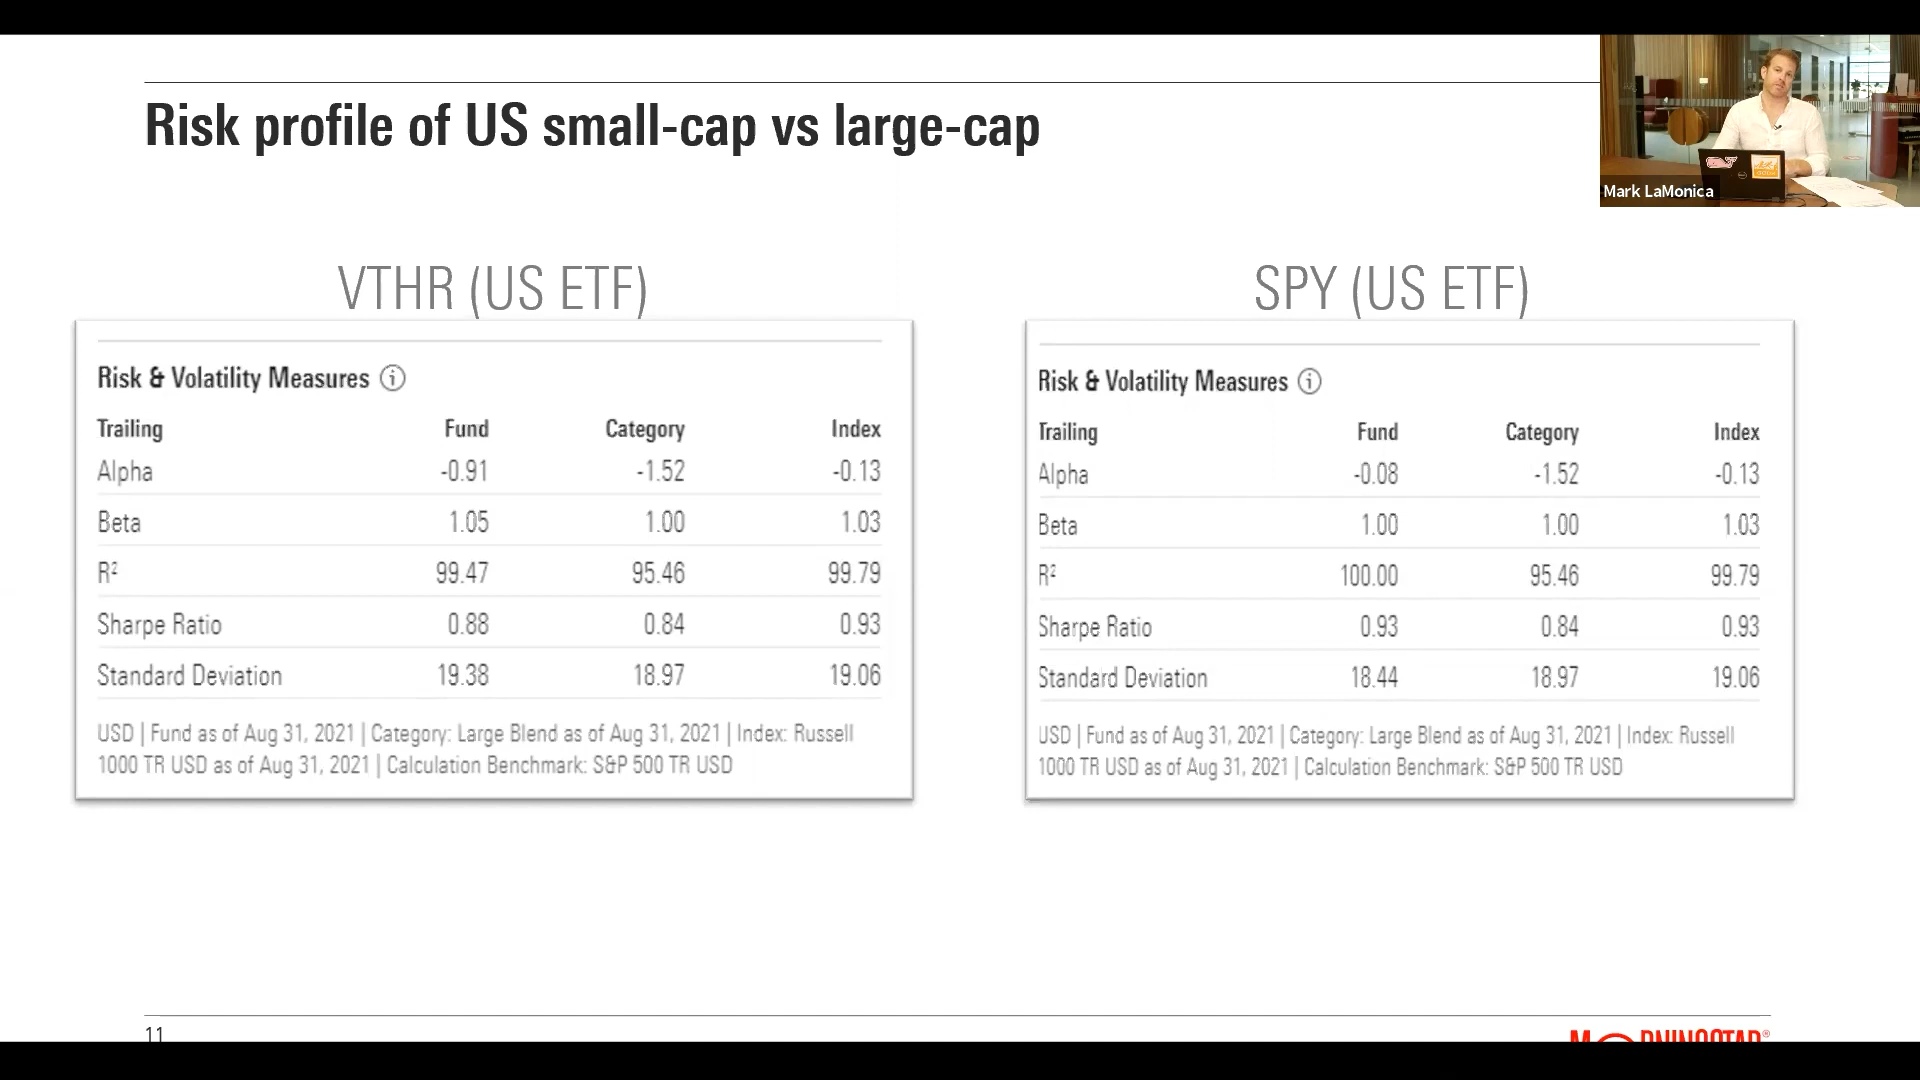 Risk profile of US small-cap vs large-cap
Mark LaMonica
VTHR (US ETF)
Risk & Volatility Measures
Trailing Fund Category Index
Alpha -0.91 -1.52 -0.13
Beta 1.05 1.00 1.03
R² 99.47 95.46 99.79
Sharpe Ratio 0.88 0.84 0.93
Standard Deviation 19.38 18.97 19.06
USD | Fund as of Aug 31, 2021 | Category: Large Blend as of Aug 31, 2021 | Index: Russell
1000 TR USD as of Aug 31, 2021 | Calculation Benchmark: S&P 500 TR USD
SPY (US ETF)
Risk & Volatility Measures
Trailing Fund Category Index
Alpha -0.08 -1.52 -0.13
Beta 1.00 1.00 1.03
R² 100.00 95.46 99.79
Sharpe Ratio 0.93 0.84 0.93
Standard Deviation 18.44 18.97 19.06
USD | Fund as of Aug 31, 2021 | Category: Large Blend as of Aug 31, 2021 | Index: Russell
1000 TR USD as of Aug 31, 2021 | Calculation Benchmark: S&P 500 TR USD
11
MORNINGSTAR®